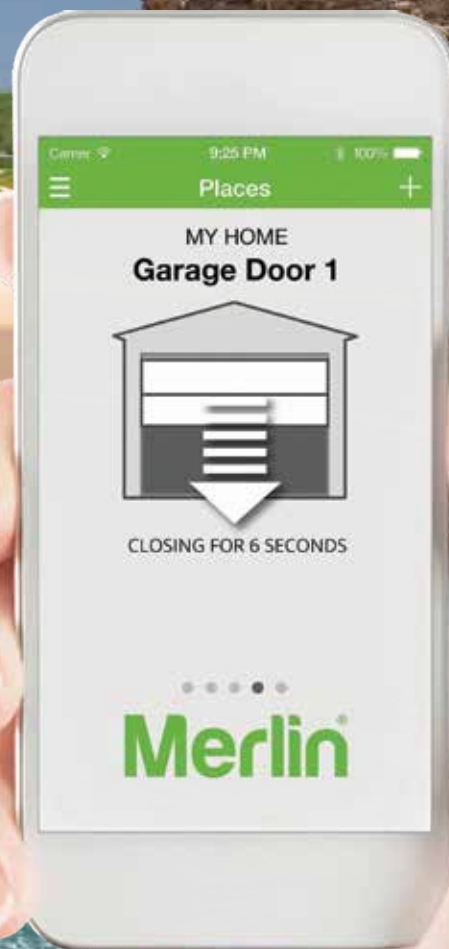 Carrier 9:25 PM 100%
Places
MY HOME
Garage Door 1
CLOSING FOR 6 SECONDS
Merlin®